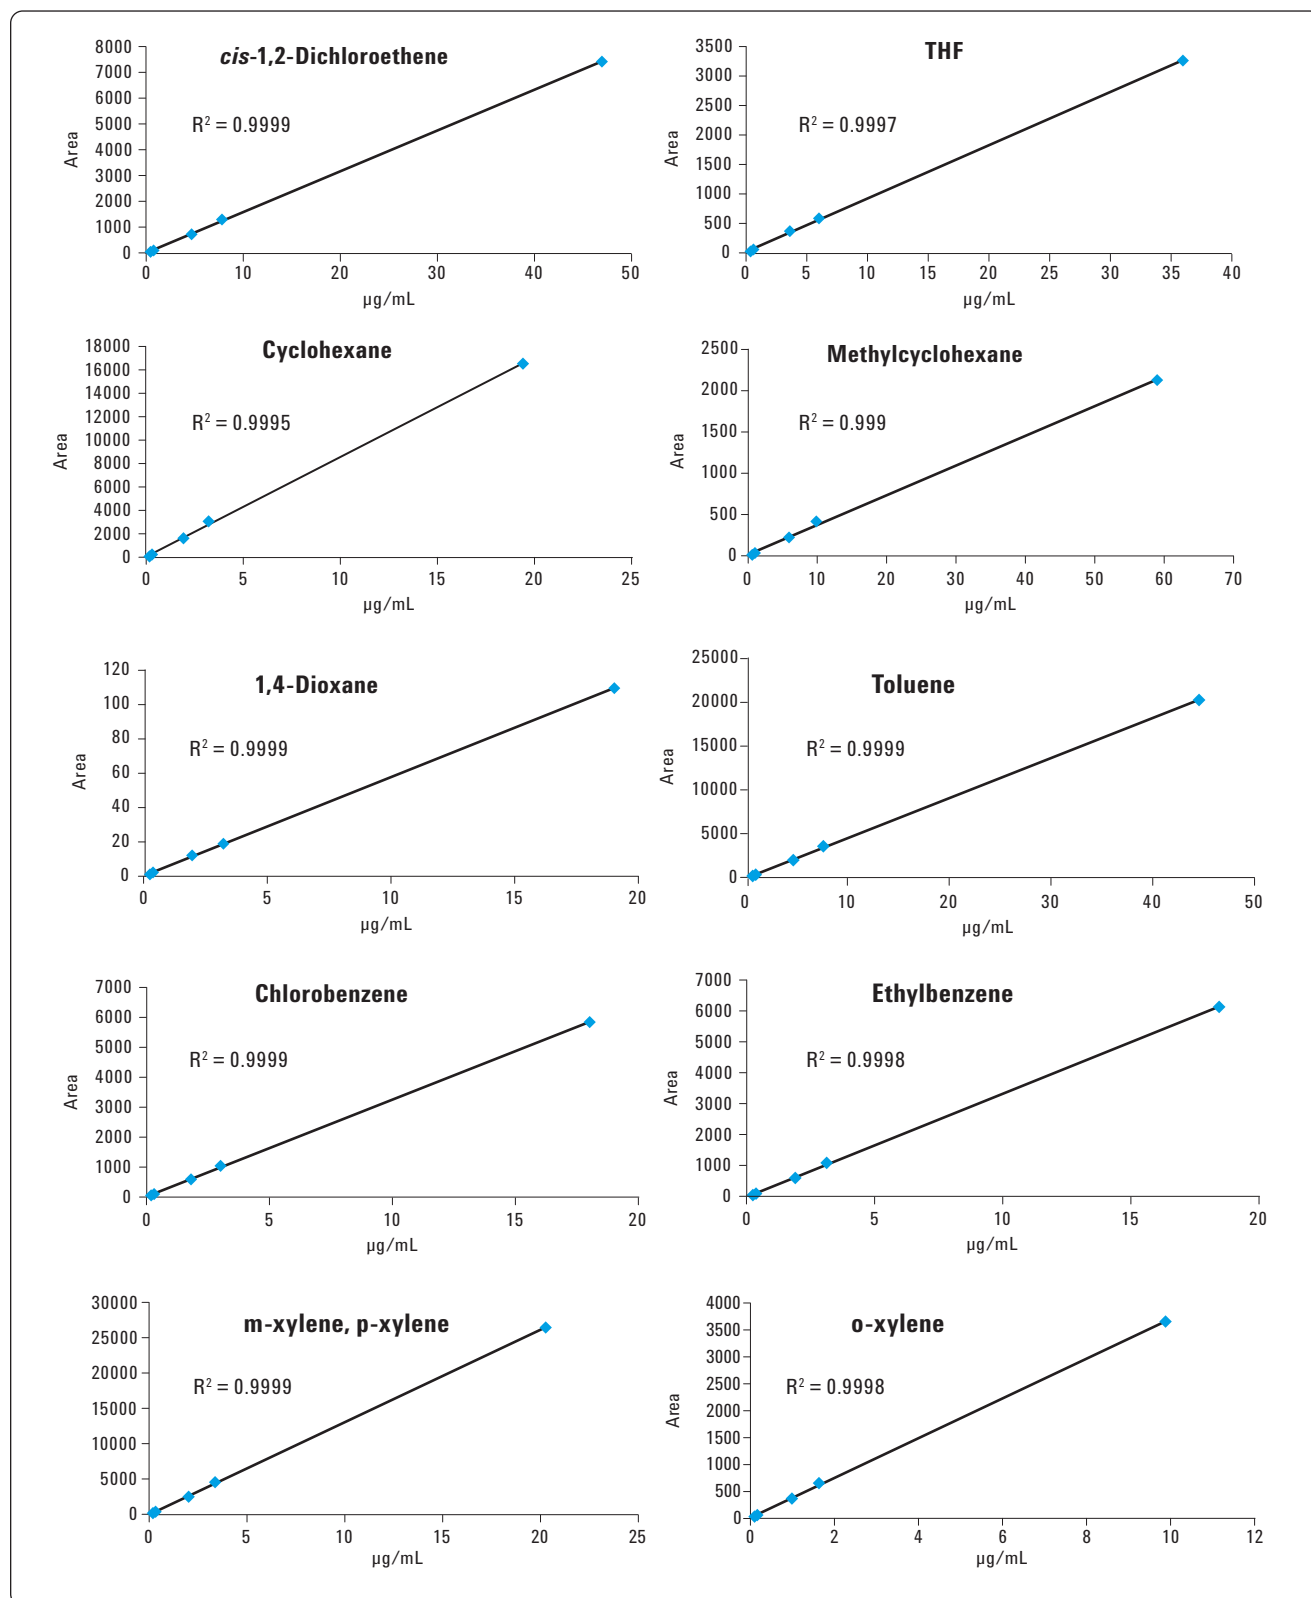 cis-1,2-Dichloroethene
R² = 0.9999
Area
8000
7000
6000
5000
4000
3000
2000
1000
0
0 10 20 30 40 50
µg/mL
THF
R² = 0.9997
Area
3500
3000
2500
2000
1500
1000
500
0
0 5 10 15 20 25 30 35 40
µg/mL
Cyclohexane
R² = 0.9995
Area
18000
16000
14000
12000
10000
8000
6000
4000
2000
0
0 5 10 15 20 25
µg/mL
Methylcyclohexane
R² = 0.999
Area
2500
2000
1500
1000
500
0
0 10 20 30 40 50 60 70
µg/mL
1,4-Dioxane
R² = 0.9999
Area
120
100
80
60
40
20
0
0 5 10 15 20
µg/mL
Toluene
R² = 0.9999
Area
25000
20000
15000
10000
5000
0
0 10 20 30 40 50
µg/mL
Chlorobenzene
R² = 0.9999
Area
7000
6000
5000
4000
3000
2000
1000
0
0 5 10 15 20
µg/mL
Ethylbenzene
R² = 0.9998
Area
7000
6000
5000
4000
3000
2000
1000
0
0 5 10 15 20
µg/mL
m-xylene, p-xylene
R² = 0.9999
Area
30000
25000
20000
15000
10000
5000
0
0 5 10 15 20 25
µg/mL
o-xylene
R² = 0.9998
Area
4000
3500
3000
2500
2000
1500
1000
500
0
0 2 4 6 8 10 12
µg/mL